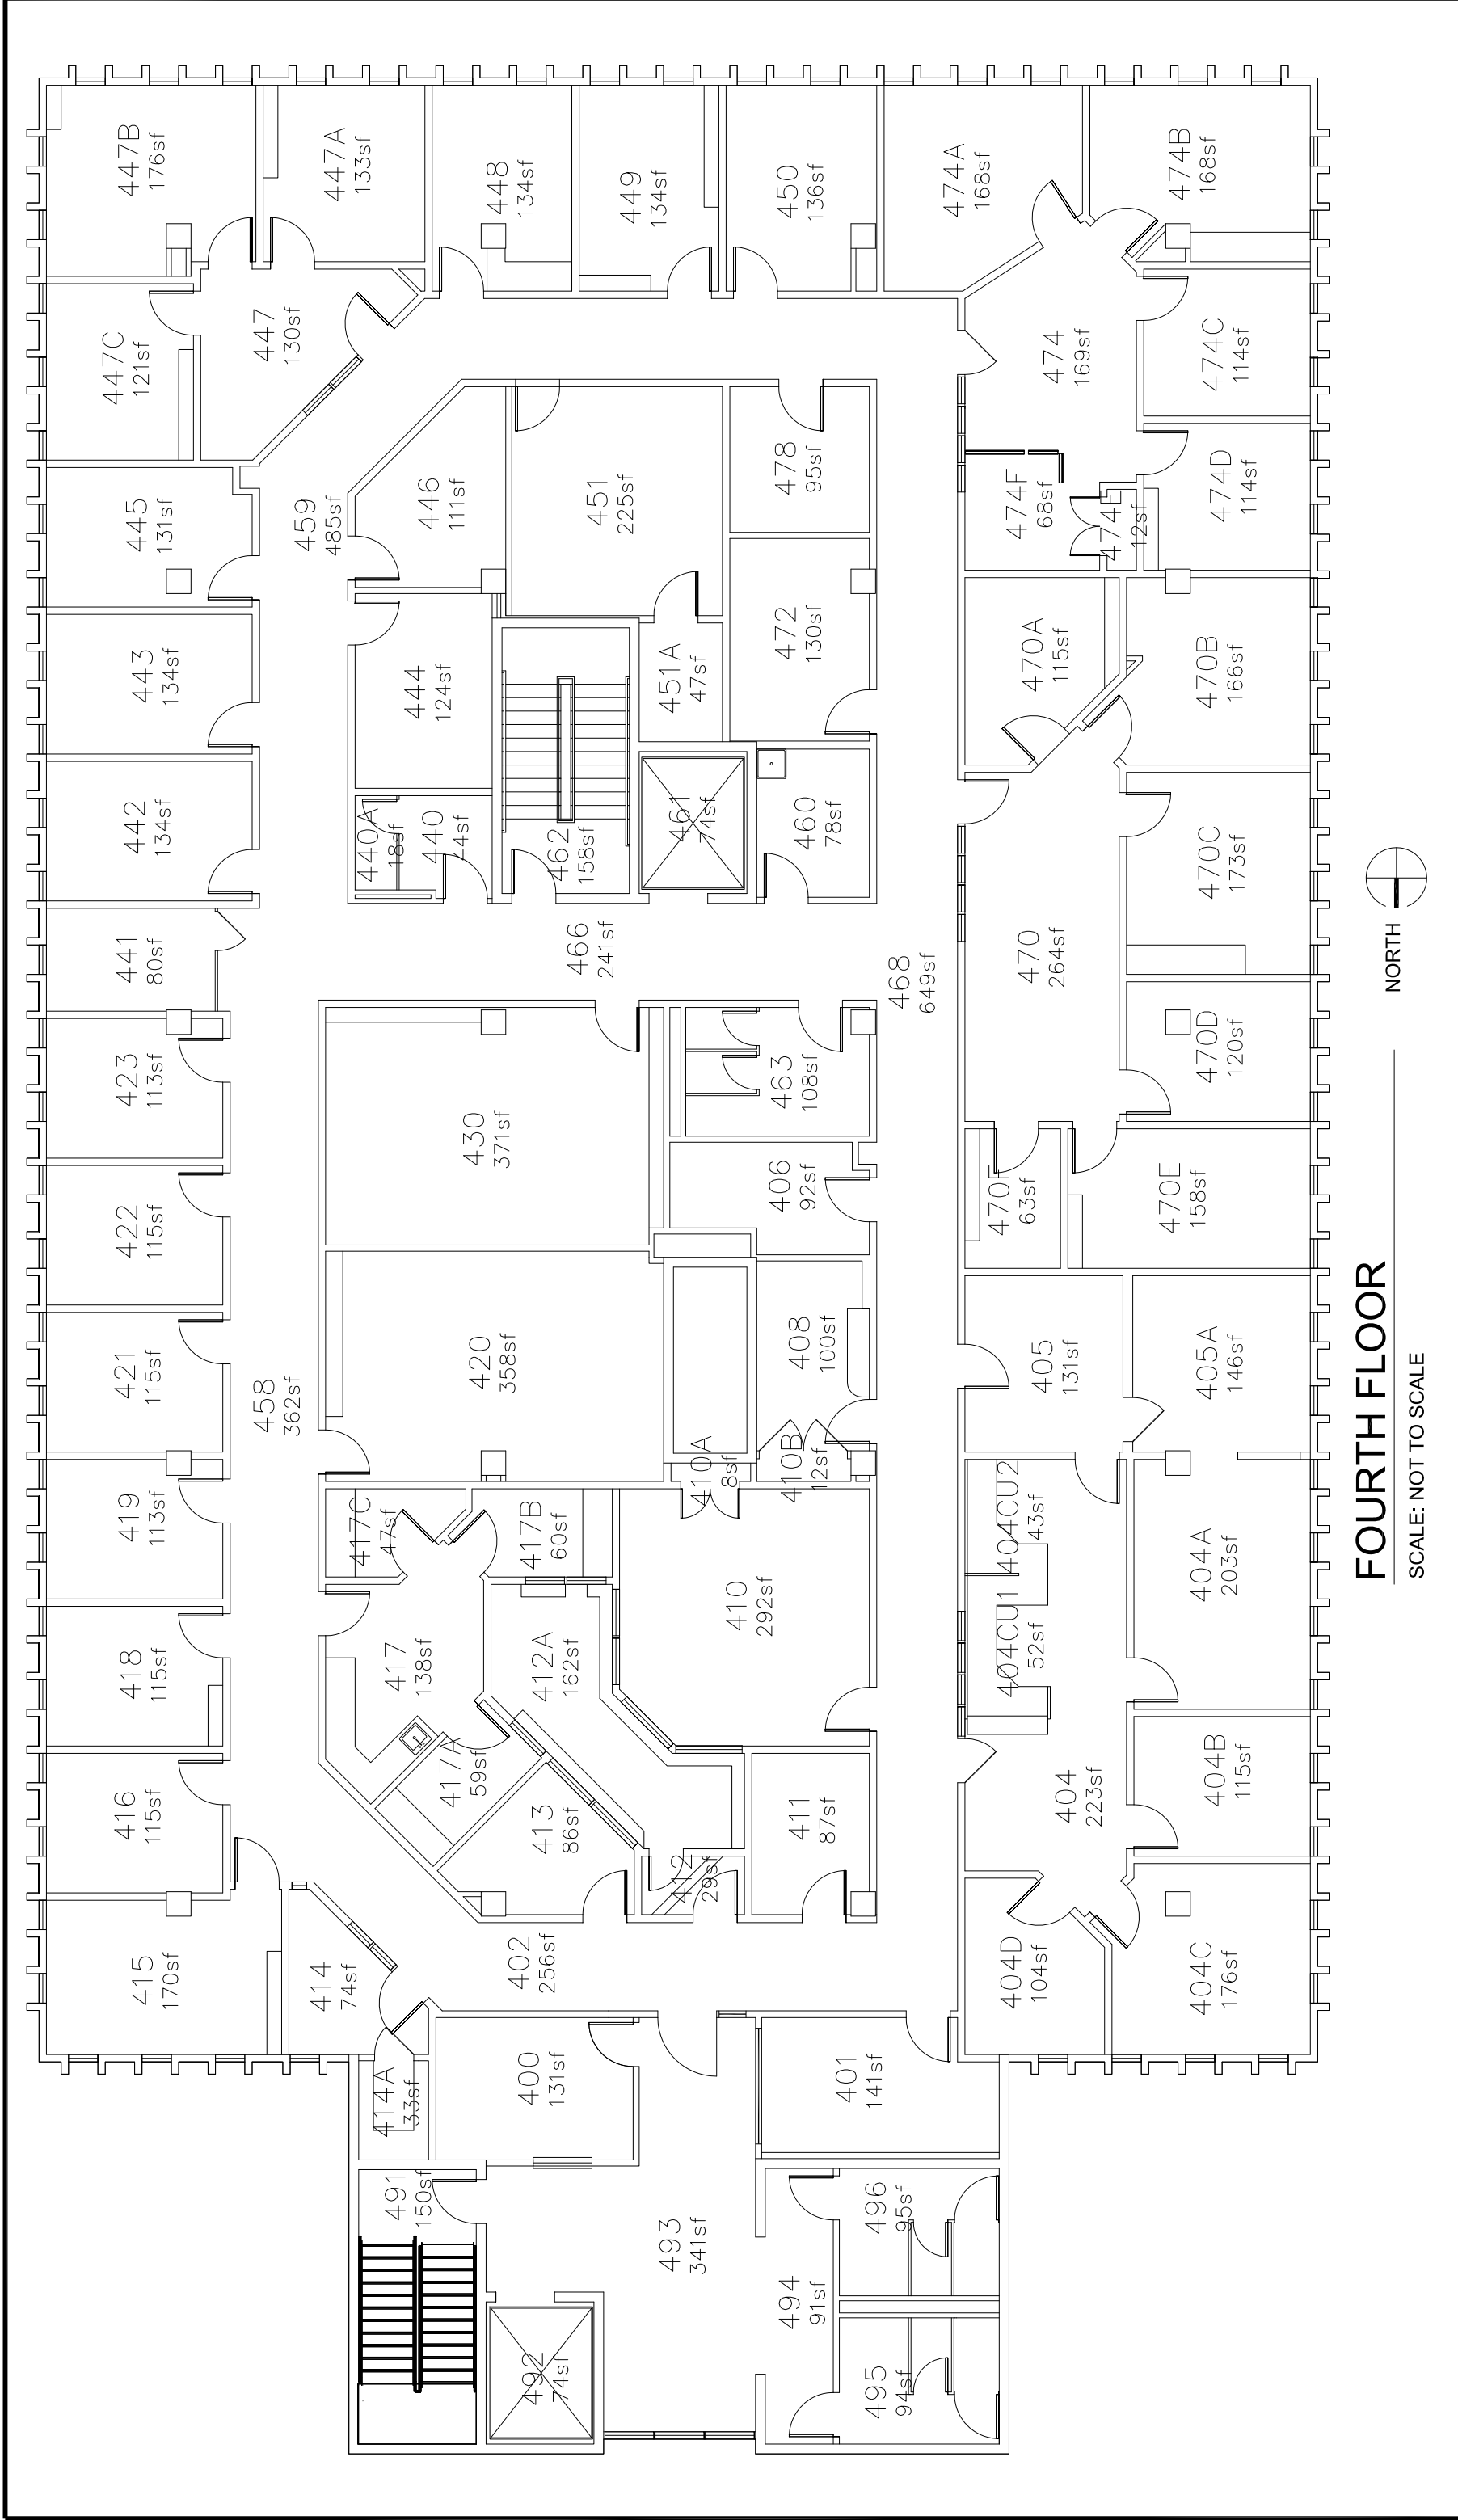 447B
176sf
447A
133sf
448
134sf
449
134sf
450
136sf
474A
168sf
474B
168sf
447C
121sf
447
130sf
474
169sf
474C
114sf
445
131sf
459
485sf
446
111sf
451
225sf
478
95sf
474F
68sf
474E
12sf
474D
114sf
443
134sf
444
124sf
451A
47sf
472
130sf
470A
115sf
470B
166sf
442
134sf
440A
18sf
440
44sf
462
158sf
461
74sf
460
78sf
470C
173sf
441
80sf
466
241sf
468
649sf
470
264sf
423
113sf
463
108sf
470D
120sf
430
371sf
406
92sf
470F
63sf
470E
158sf
422
115sf
421
115sf
458
362sf
420
358sf
408
100sf
405
131sf
405A
146sf
419
113sf
417C
47sf
417B
60sf
410A
8sf
410B
12sf
404CU2
43sf
404A
203sf
418
115sf
417
138sf
412A
162sf
410
292sf
404CU1
52sf
416
115sf
417A
59sf
413
86sf
411
87sf
404
223sf
404B
115sf
415
170sf
414
74sf
402
256sf
412
29sf
404D
104sf
404C
176sf
414A
33sf
400
131sf
401
141sf
491
150sf
493
341sf
496
95sf
492
74sf
494
91sf
495
94sf
NORTH
FOURTH FLOOR
SCALE: NOT TO SCALE